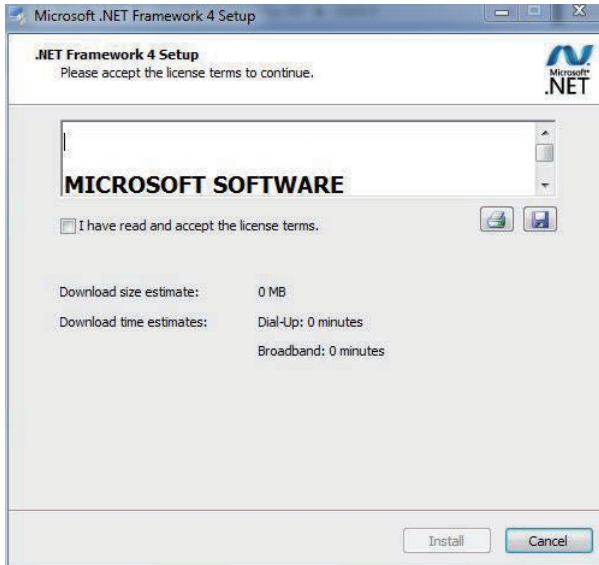 Microsoft .NET Framework 4 Setup
.NET Framework 4 Setup
Please accept the license terms to continue.
Microsoft®
.NET
MICROSOFT SOFTWARE
I have read and accept the license terms.
Download size estimate: 0 MB
Download time estimates: Dial-Up: 0 minutes
Broadband: 0 minutes
Install Cancel